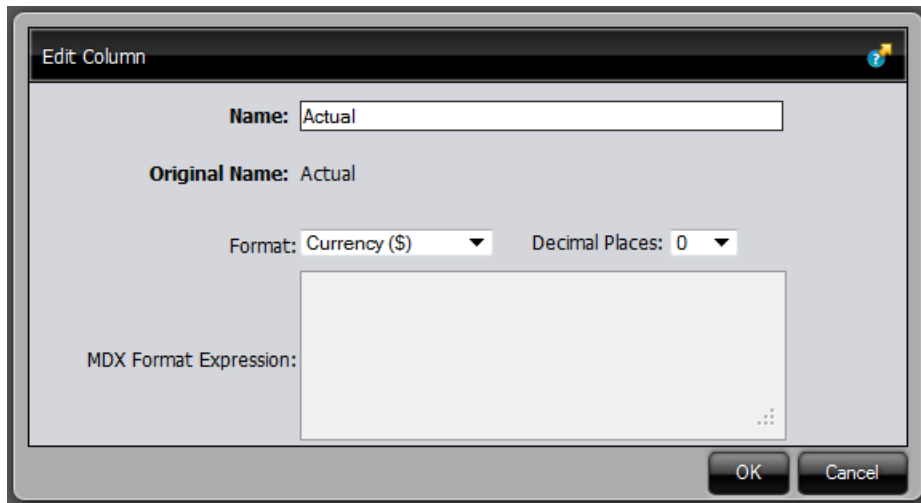 Edit Column
?
Name: Actual
Original Name: Actual
Format: Currency ($) Decimal Places: 0
MDX Format Expression:
OK Cancel